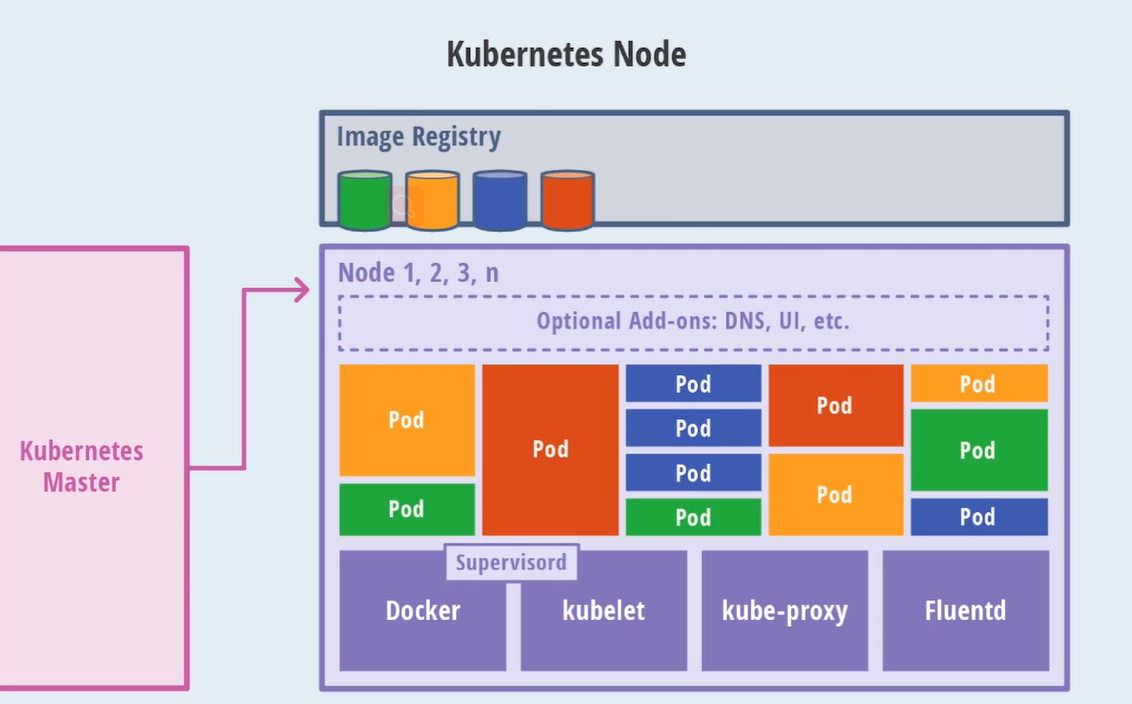 Kubernetes Node
Image Registry
Node 1, 2, 3, n
Optional Add-ons: DNS, UI, etc.
Pod
Pod
Pod
Pod
Pod
Pod
Pod
Pod
Pod
Pod
Pod
Pod
Kubernetes
Master
Supervisord
Docker
kubelet
kube-proxy
Fluentd